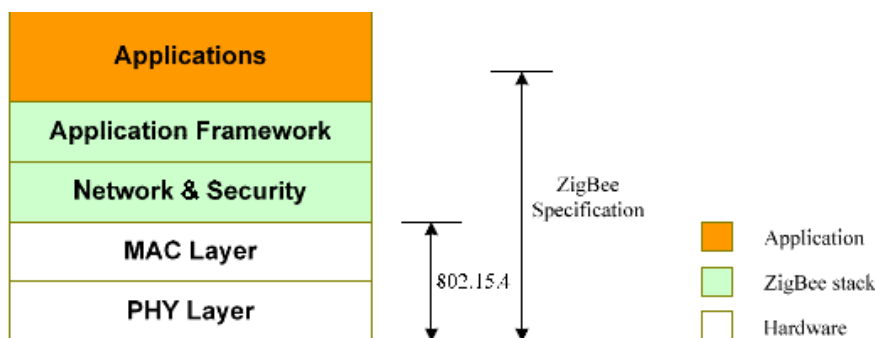 Applications
Application Framework
Network & Security
MAC Layer
PHY Layer
802.15.4
ZigBee
Specification
Application
ZigBee stack
Hardware